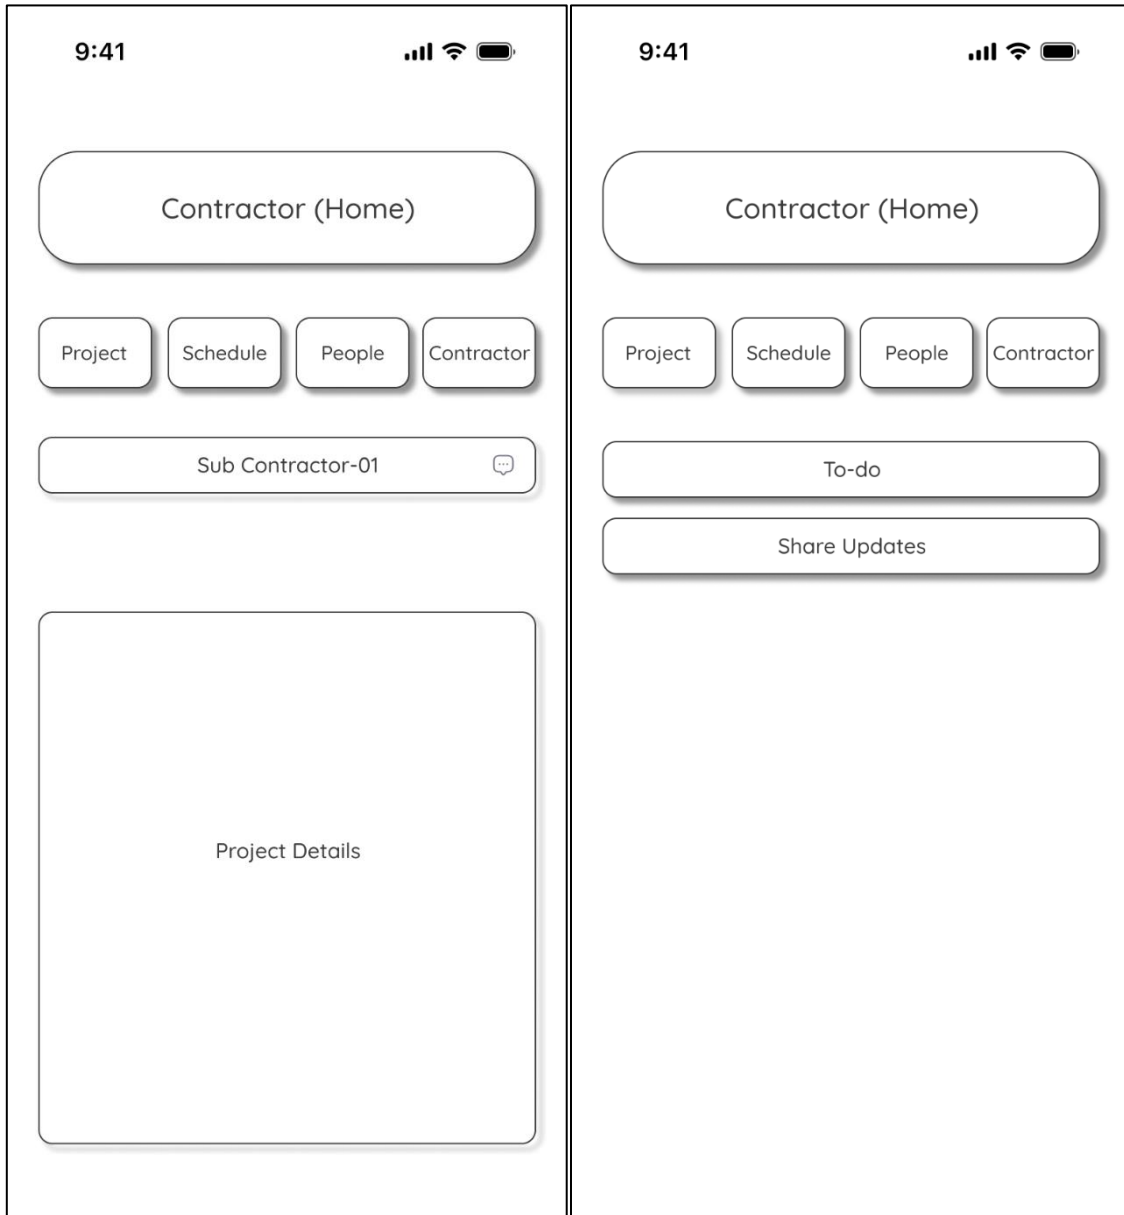 9:41
Contractor (Home)
Project Schedule People Contractor
Sub Contractor-01
Project Details
9:41
Contractor (Home)
Project Schedule People Contractor
To-do
Share Updates